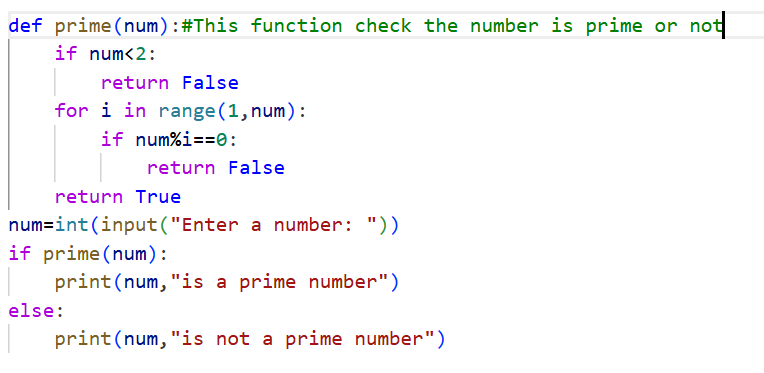 def prime(num):#This function check the number is prime or not
    if num<2:
        return False
    for i in range(1,num):
        if num%i==0:
            return False
    return True
num=int(input("Enter a number: "))
if prime(num):
    print(num,"is a prime number")
else:
    print(num,"is not a prime number")